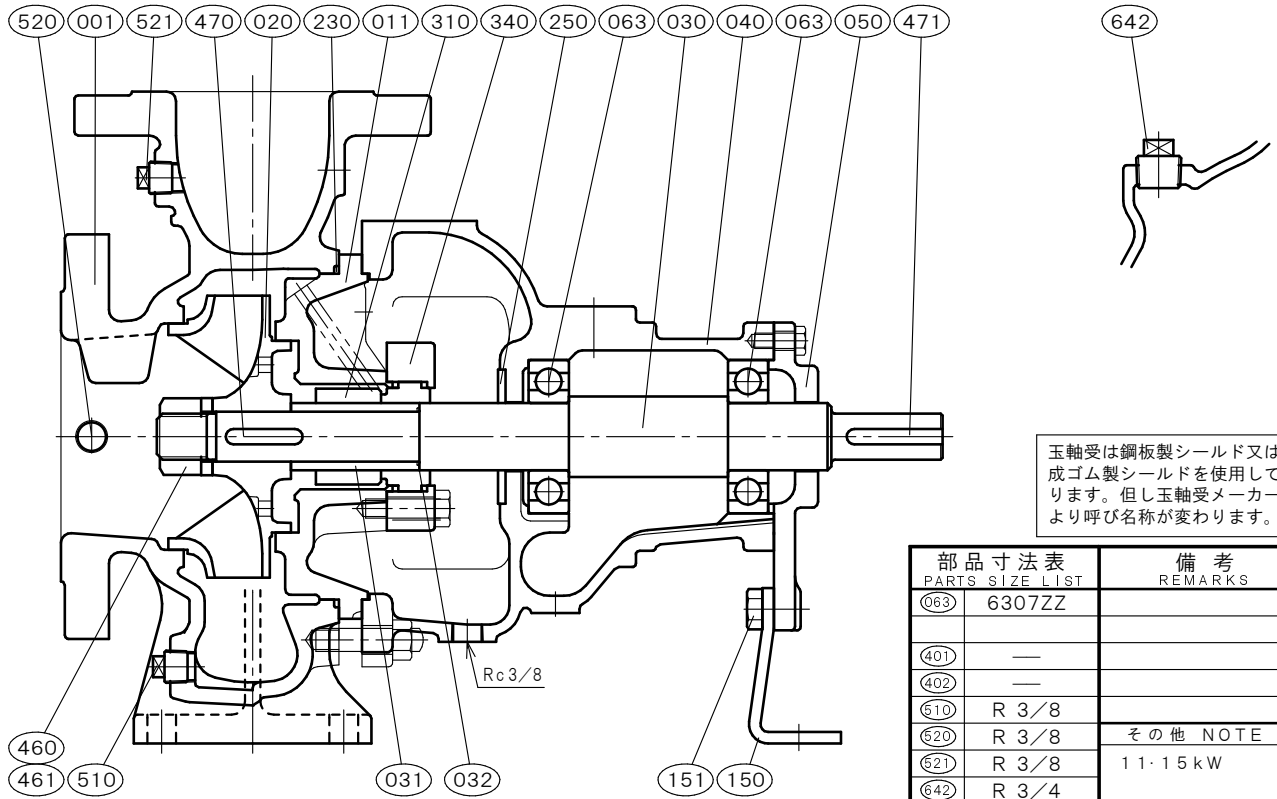 520 001 521 470 020 230 011 310 340 250 063 030 040 063 050 471 642
玉軸受は鋼板製シールド又は
成ゴム製シールドを使用して
ります。但し玉軸受メーカー
より呼び名称が変わります。
部品寸法表 備考
PARTS SIZE LIST REMARKS
063 6307ZZ
401 —
402 —
510 R 3/8
520 R 3/8 その他 NOTE
521 R 3/8 11·15kW
642 R 3/4
Rc3/8
460
461 510 031 032 151 150